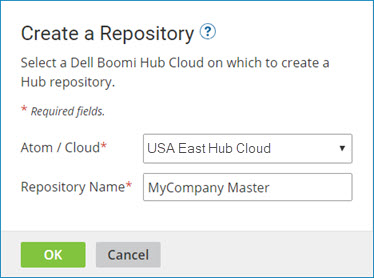 Create a Repository ?
Select a Dell Boomi Hub Cloud on which to create a
Hub repository.
* Required fields.
Atom / Cloud* USA East Hub Cloud
Repository Name* MyCompany Master
OK Cancel